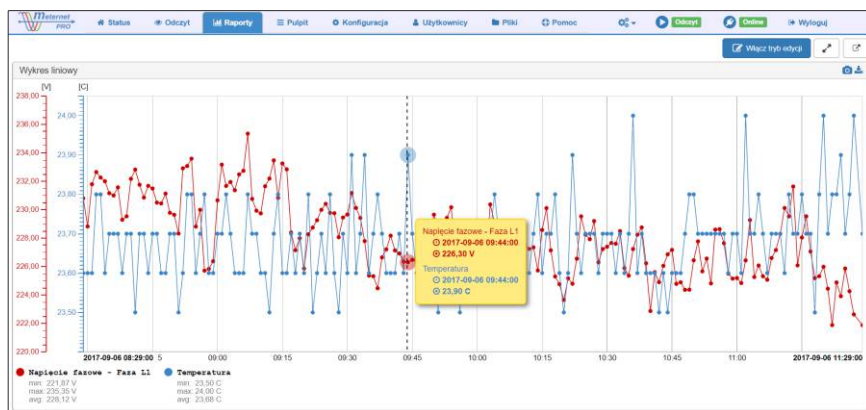 Meternet PRO
Status Odczyt Raporty Pulpit Konfiguracja Użytkownicy Pliki Pomoc Odczyt Online Wyloguj
Włącz tryb edycji
Wykres liniowy
[V] [C]
238,00
236,00
234,00
232,00
230,00
228,00
226,00
224,00
222,00
220,00
24,00
23,90
23,80
23,70
23,60
23,50
Napięcie fazowe - Faza L1
2017-09-06 09:44:00
226,30 V
Temperatura
2017-09-06 09:44:00
23,90 C
2017-09-06 08:29:00 5 09:00 09:15 09:30 09:45 10:00 10:15 10:30 10:45 11:00 2017-09-06 11:29:00
Napięcie fazowe - Faza L1 Temperatura
min: 221,87 V min: 23,50 C
max: 235,35 V max: 24,00 C
avg: 228,12 V avg: 23,68 C